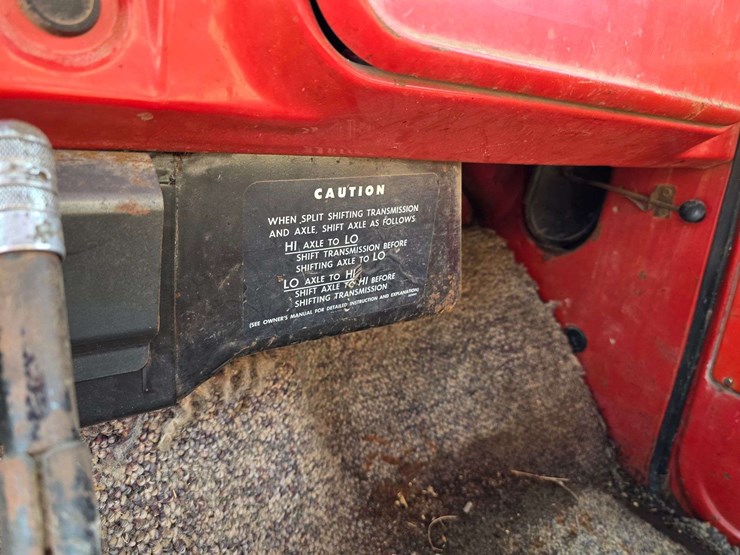 CAUTION
WHEN SPLIT SHIFTING TRANSMISSION
AND AXLE, SHIFT AXLE AS FOLLOWS
HI AXLE TO LO
SHIFT TRANSMISSION BEFORE
SHIFTING AXLE TO LO
LO AXLE TO HI
SHIFT AXLE TO HI BEFORE
SHIFTING TRANSMISSION
(SEE OWNER'S MANUAL FOR DETAILED INSTRUCTION AND EXPLANATION)